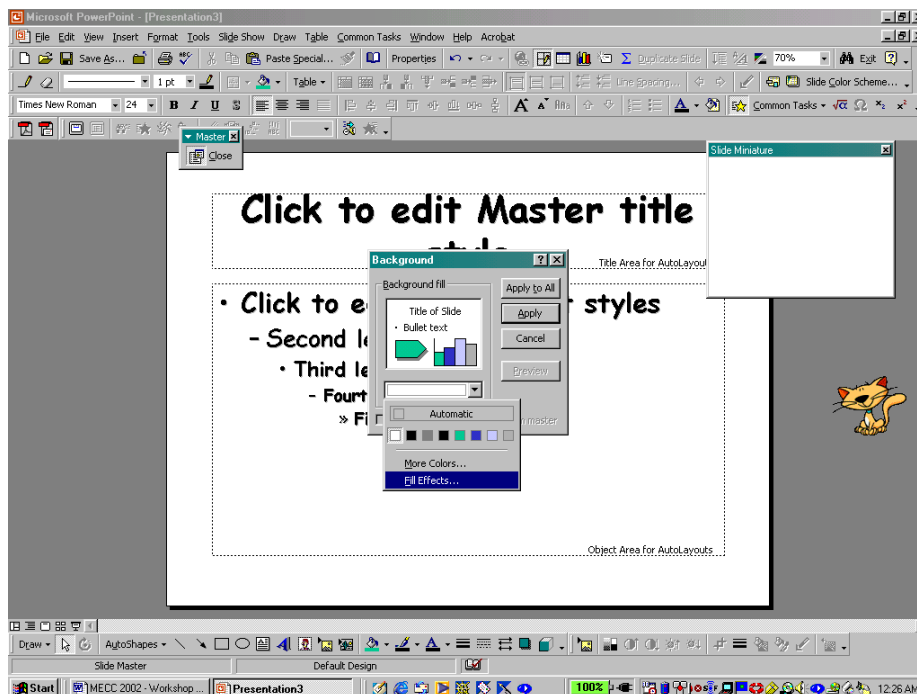 Microsoft PowerPoint - [Presentation3]
File Edit View Insert Format Tools Slide Show Draw Table Common Tasks Window Help Acrobat
Save As... Paste Special... Properties Σ Duplicate Slide 70% Exit
1 pt Table Line Spacing... Slide Color Scheme...
Times New Roman 24 B I U S A A A Common Tasks √α Ω x₂ x²
Master
Close
Slide Miniature
Click to edit Master title
Title Area for AutoLayouts
Background
Background fill
Title of Slide
• Bullet text
Apply to All
Apply
Cancel
Preview
master
Automatic
More Colors...
Fill Effects...
• Click to e styles
– Second le
• Third le
– Fourt
» Fi
Object Area for AutoLayouts
Draw AutoShapes A
Slide Master Default Design
Start MECC 2002 - Workshop ... Presentation3 100% 12:26 AM